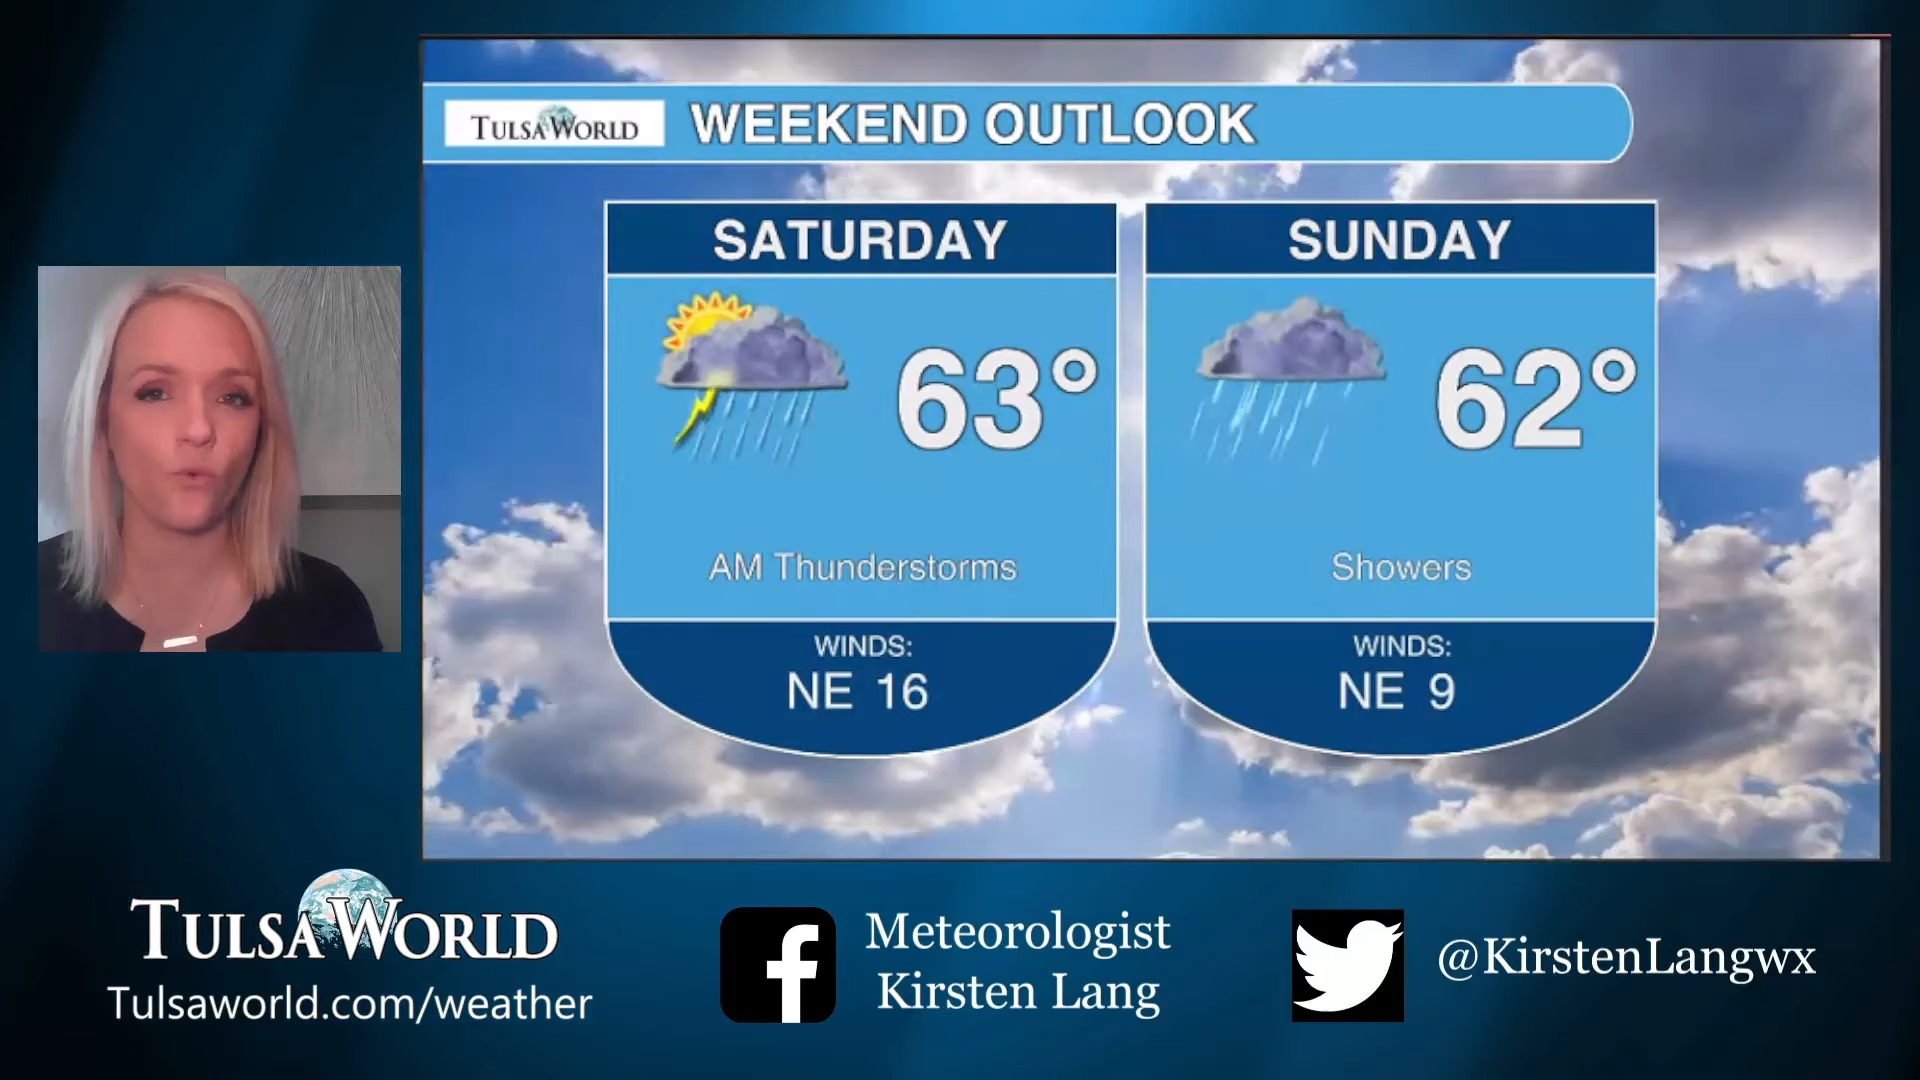 TULSA WORLD
WEEKEND OUTLOOK
SATURDAY
63°
AM Thunderstorms
WINDS:
NE 16
SUNDAY
62°
Showers
WINDS:
NE 9
TULSA WORLD
Tulsaworld.com/weather
f
Meteorologist
Kirsten Lang
@KirstenLangwx